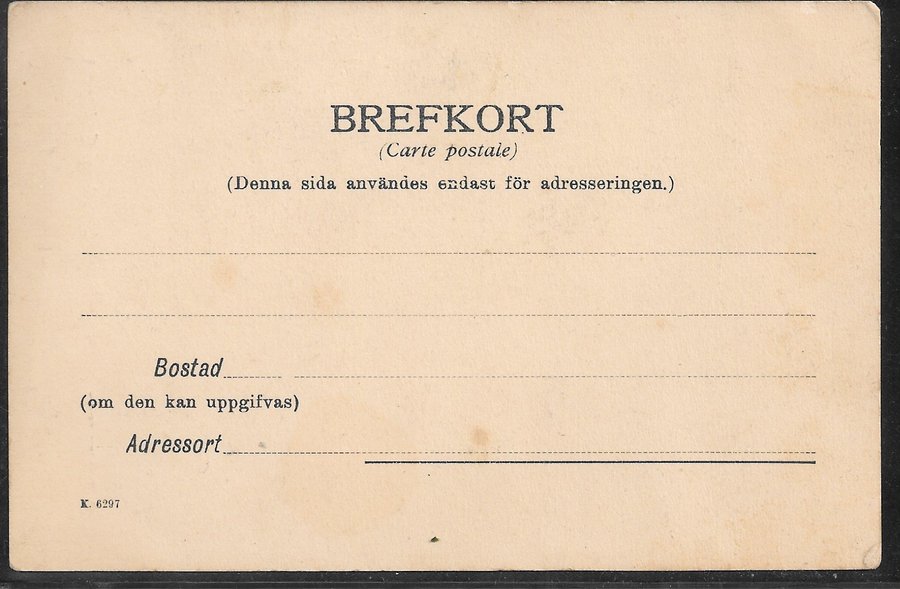 BREFKORT
(Carte postale)
(Denna sida användes endast för adresseringen.)
Bostad
(om den kan uppgifvas)
Adressort
K. 6297